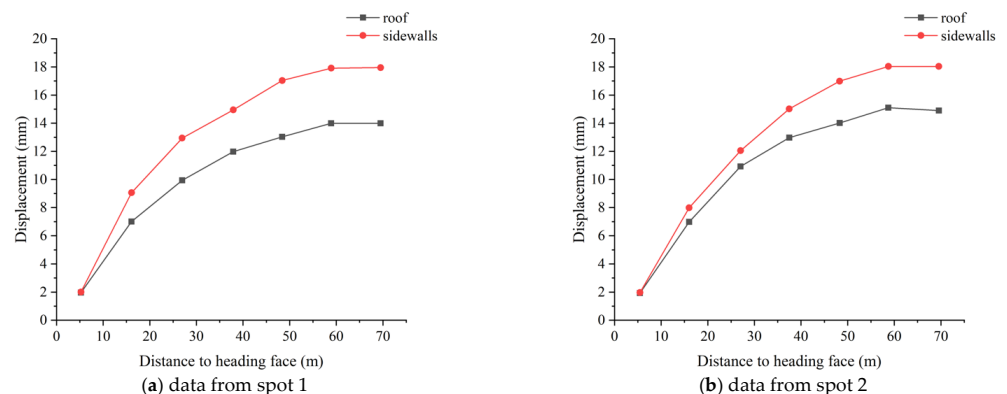 roof
sidewalls
20
18
16
14
12
10
8
6
4
2
0
Displacement (mm)
0 10 20 30 40 50 60 70
Distance to heading face (m)
(a) data from spot 1
roof
sidewalls
20
18
16
14
12
10
8
6
4
2
0
Displacement (mm)
0 10 20 30 40 50 60 70
Distance to heading face (m)
(b) data from spot 2